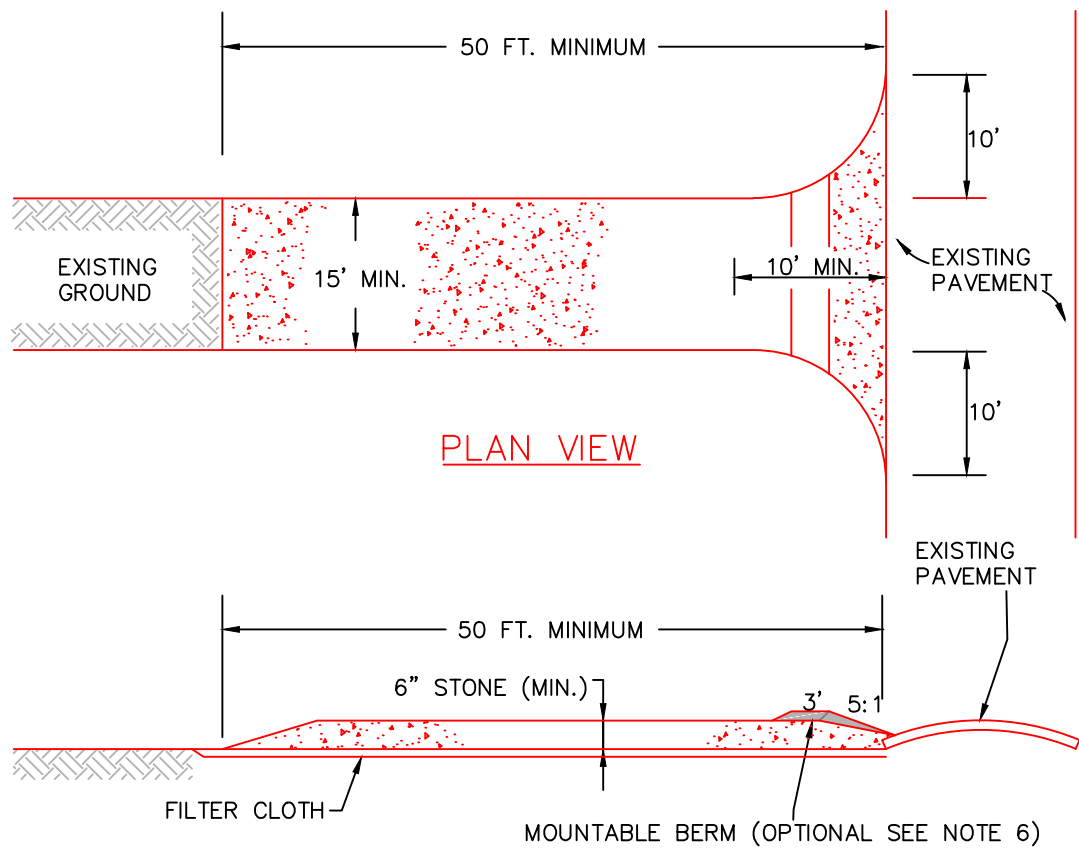 50 FT. MINIMUM
10'
EXISTING
GROUND
15' MIN.
10' MIN.
EXISTING
PAVEMENT
10'
PLAN VIEW
EXISTING
PAVEMENT
50 FT. MINIMUM
6" STONE (MIN.)
3'
5:1
FILTER CLOTH
MOUNTABLE BERM (OPTIONAL SEE NOTE 6)